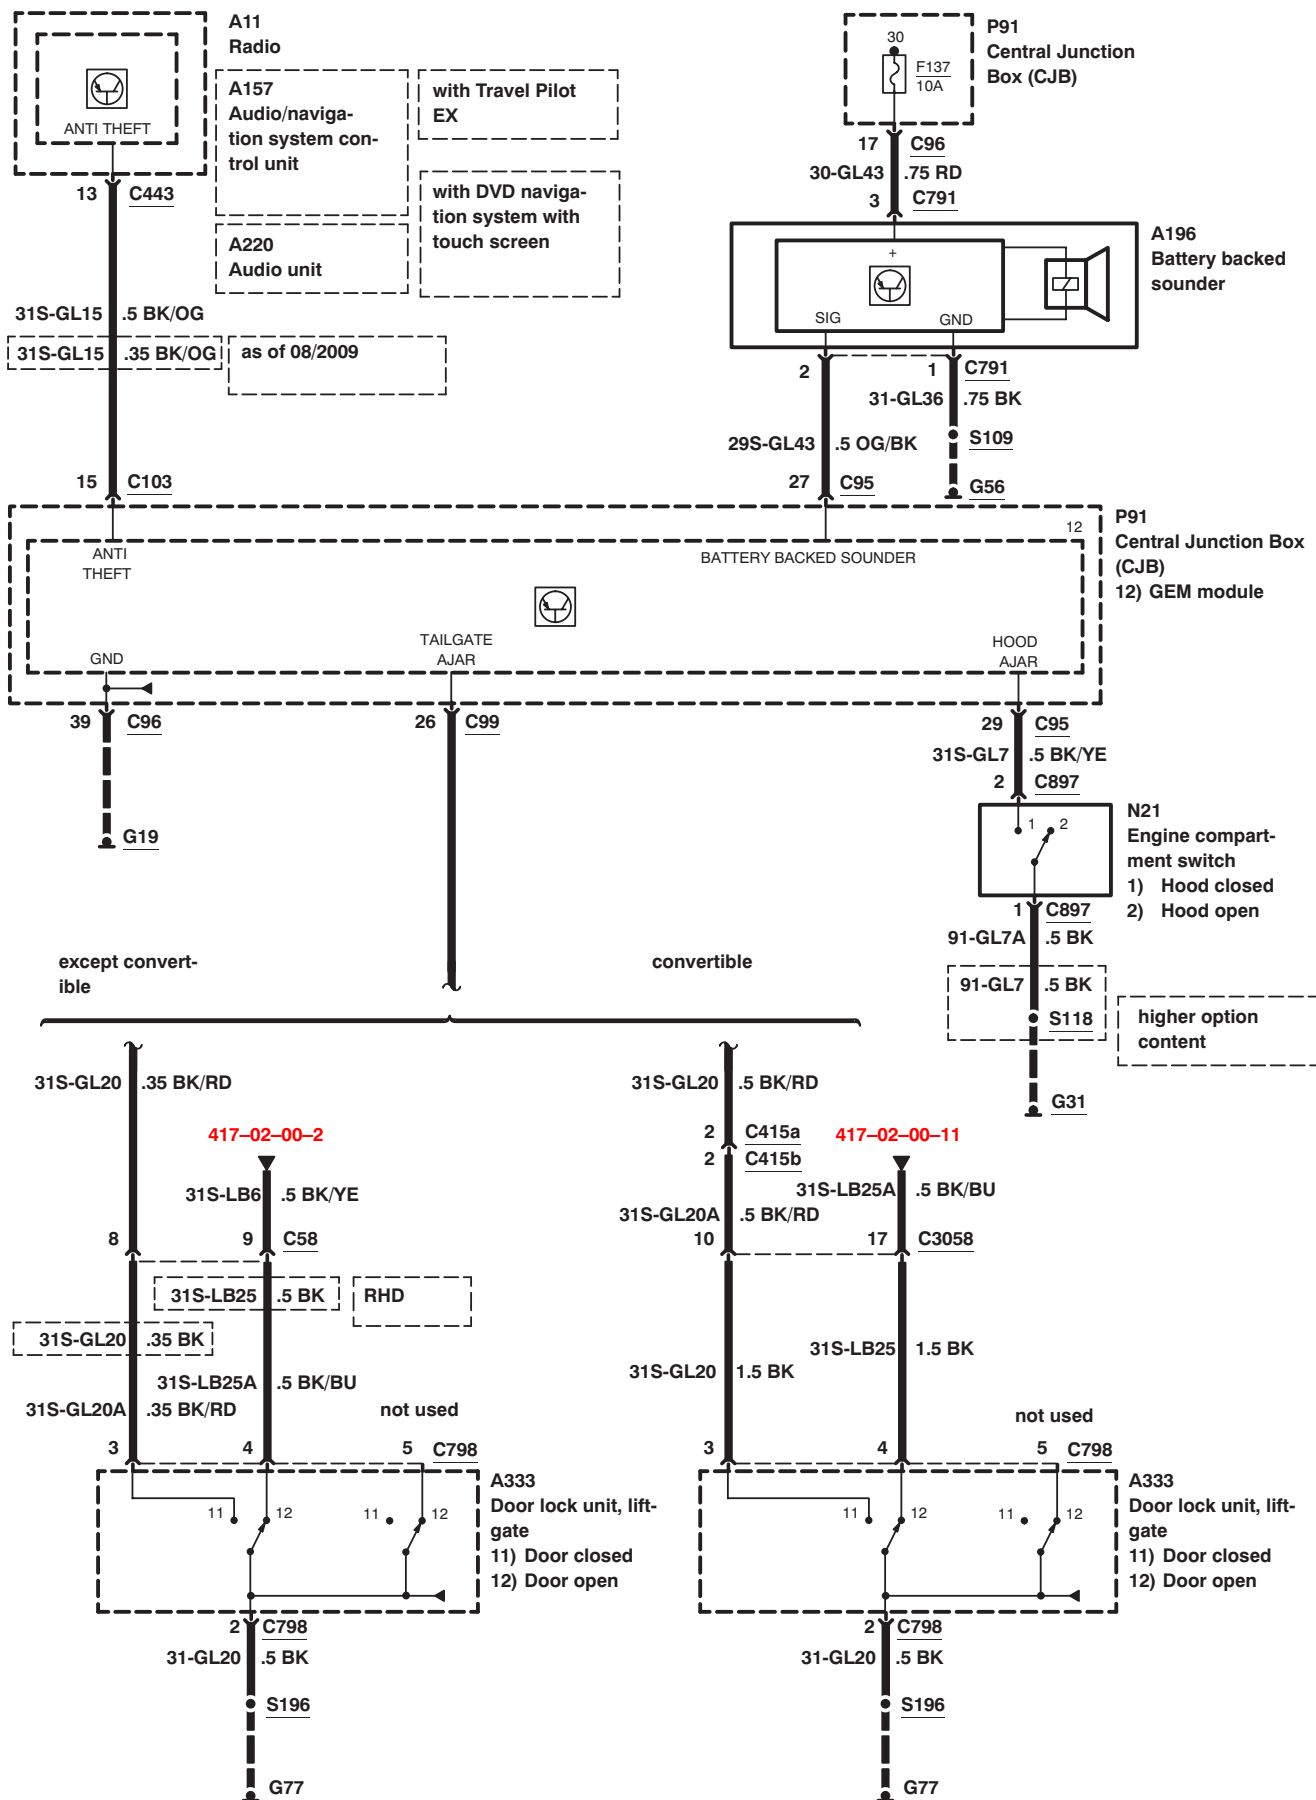 A11
Radio
ANTI THEFT
13 C443
A157
Audio/naviga-
tion system con-
trol unit
with Travel Pilot
EX
with DVD naviga-
tion system with
touch screen
A220
Audio unit
31S-GL15 .5 BK/OG
31S-GL15 .35 BK/OG
as of 08/2009
15 C103
30
F137
10A
P91
Central Junction
Box (CJB)
17 C96
30-GL43 .75 RD
3 C791
A196
Battery backed
sounder
+
SIG GND
2 1 C791
31-GL36 .75 BK
29S-GL43 .5 OG/BK
S109
27 C95
G56
P91
Central Junction Box
(CJB)
12) GEM module
12
ANTI
THEFT
BATTERY BACKED SOUNDER
GND
TAILGATE
AJAR
HOOD
AJAR
39 C96
26 C99
29 C95
31S-GL7 .5 BK/YE
2 C897
G19
1 2
N21
Engine compart-
ment switch
1) Hood closed
2) Hood open
1 C897
91-GL7A .5 BK
91-GL7 .5 BK
S118
higher option
content
G31
except convert-
ible
convertible
31S-GL20 .35 BK/RD
417–02–00–2
31S-LB6 .5 BK/YE
8 9 C58
31S-LB25 .5 BK
RHD
31S-GL20 .35 BK
31S-LB25A .5 BK/BU
31S-GL20A .35 BK/RD
not used
3 4 5 C798
11 12 11 12
A333
Door lock unit, lift-
gate
11) Door closed
12) Door open
2 C798
31-GL20 .5 BK
S196
G77
31S-GL20 .5 BK/RD
2 C415a
2 C415b
417–02–00–11
31S-LB25A .5 BK/BU
31S-GL20A .5 BK/RD
10 17 C3058
31S-LB25 1.5 BK
31S-GL20 1.5 BK
not used
3 4 5 C798
11 12 11 12
A333
Door lock unit, lift-
gate
11) Door closed
12) Door open
2 C798
31-GL20 .5 BK
S196
G77